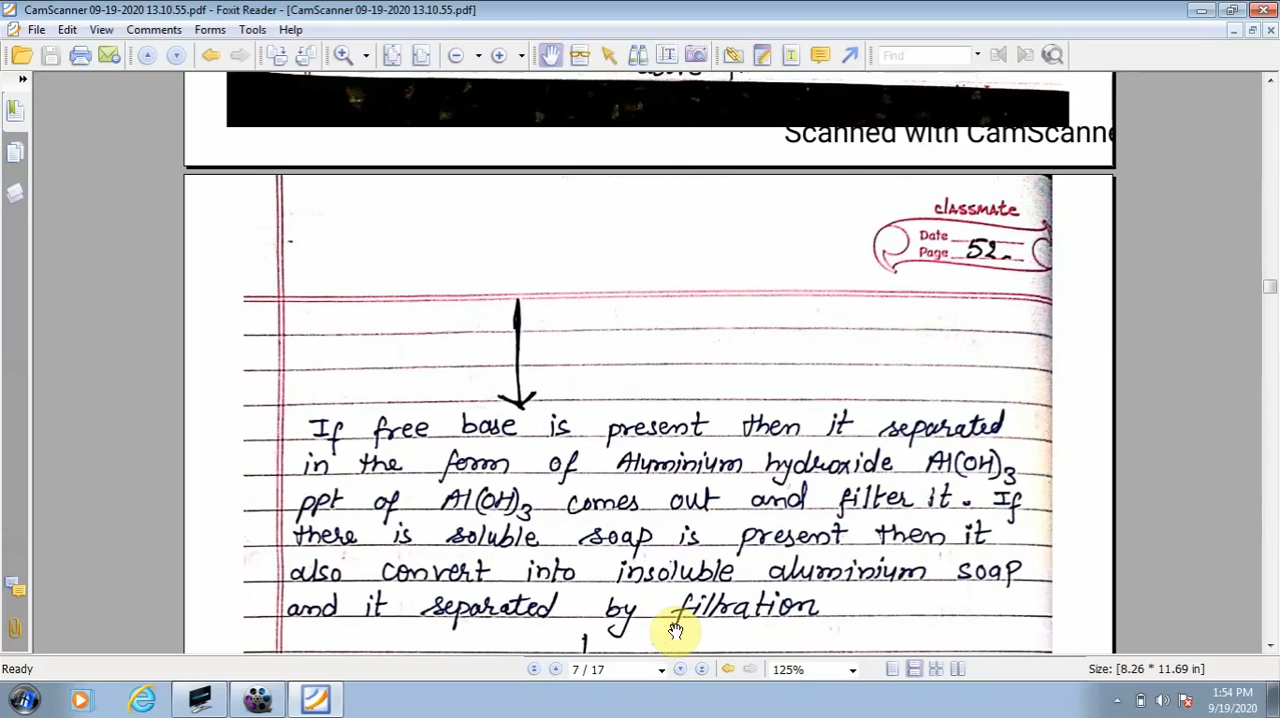 CamScanner 09-19-2020 13.10.55.pdf - Foxit Reader - [CamScanner 09-19-2020 13.10.55.pdf]
File Edit View Comments Forms Tools Help
Find
Scanned with CamScanne
classmate
Date
Page 52.
If free base is present then it separated
in the form of Aluminium hydroxide Al(OH)3
ppt of Al(OH)3 comes out and filter it. If
there is soluble soap is present then it
also convert into insoluble aluminium soap
and it separated by filtration
Ready
7 / 17
125%
Size: [8.26 * 11.69 in]
1:54 PM
9/19/2020